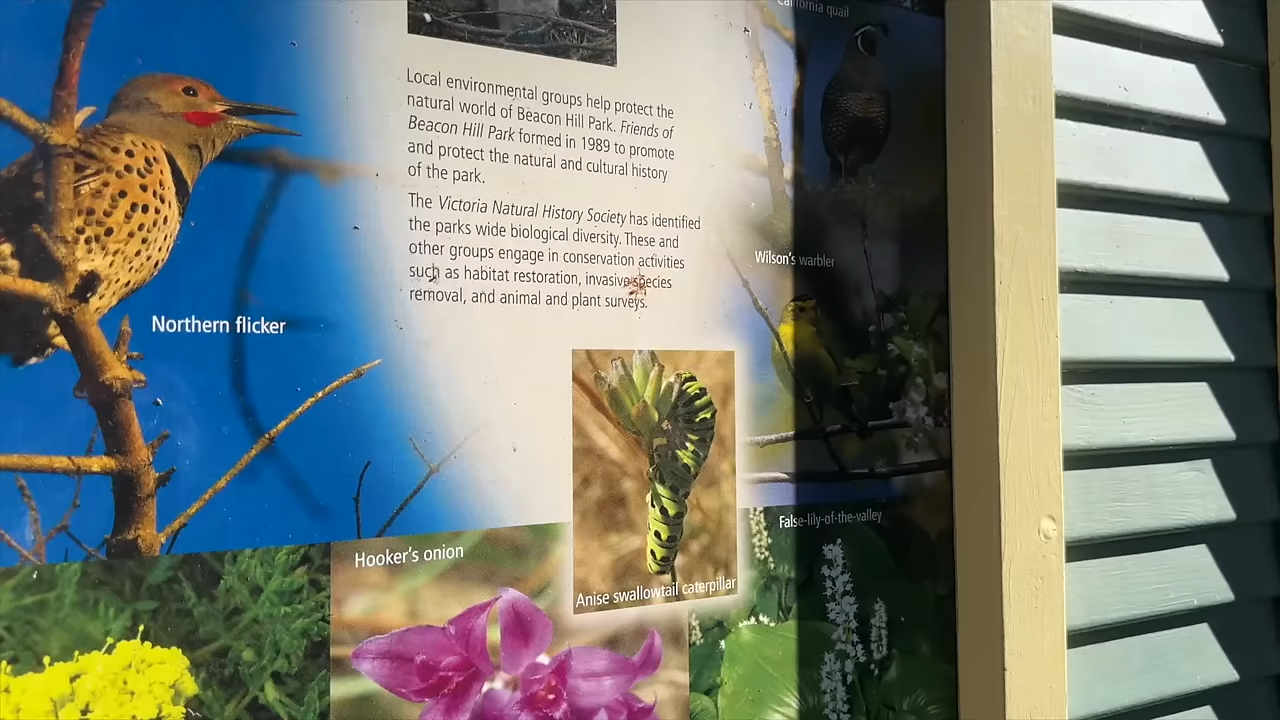 California quail
Local environmental groups help protect the
natural world of Beacon Hill Park. Friends of
Beacon Hill Park formed in 1989 to promote
and protect the natural and cultural history
of the park.
The Victoria Natural History Society has identified
the parks wide biological diversity. These and
other groups engage in conservation activities
such as habitat restoration, invasive species
removal, and animal and plant surveys.
Wilson's warbler
Northern flicker
False-lily-of-the-valley
Hooker's onion
Anise swallowtail caterpillar